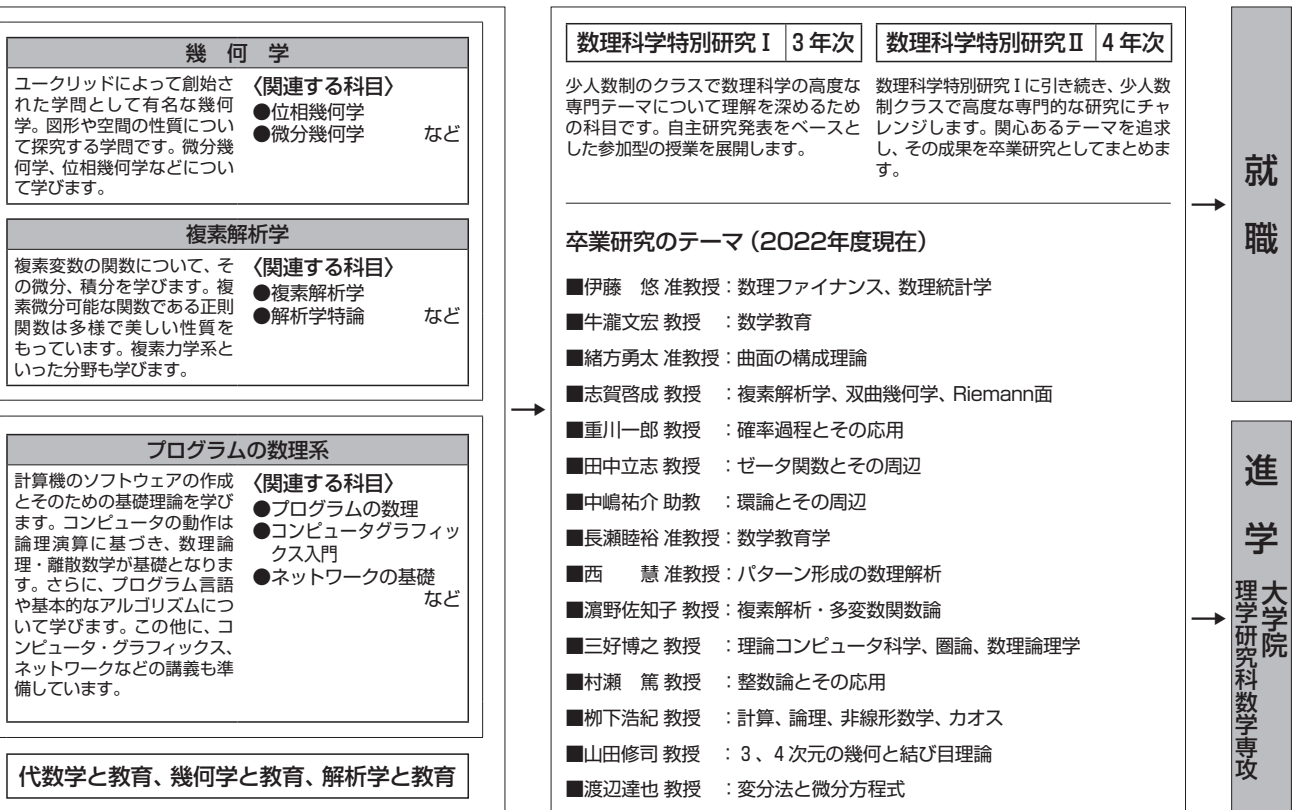 幾何学
ユークリッドによって創始さ
れた学問として有名な幾何
学。図形や空間の性質につい
て探究する学問です。微分幾
何学、位相幾何学などについ
て学びます。
〈関連する科目〉
●位相幾何学
●微分幾何学 など
複素解析学
複素変数の関数について、そ
の微分、積分を学びます。複
素微分可能な関数である正則
関数は多様で美しい性質を
もっています。複素力学系と
いった分野も学びます。
〈関連する科目〉
●複素解析学
●解析学特論 など
プログラムの数理系
計算機のソフトウェアの作成
とそのための基礎理論を学び
ます。コンピュータの動作は
論理演算に基づき、数理論
理・離散数学が基礎となりま
す。さらに、プログラム言語
や基本的なアルゴリズムにつ
いて学びます。この他に、コ
ンピュータ・グラフィックス、
ネットワークなどの講義も準
備しています。
〈関連する科目〉
●プログラムの数理
●コンピュータグラフィッ
クス入門
●ネットワークの基礎
など
代数学と教育、幾何学と教育、解析学と教育
→
数理科学特別研究Ⅰ 3年次
少人数制のクラスで数理科学の高度な
専門テーマについて理解を深めるため
の科目です。自主研究発表をベースと
した参加型の授業を展開します。
数理科学特別研究Ⅱ 4年次
数理科学特別研究Ⅰに引き続き、少人数
制クラスで高度な専門的な研究にチャ
レンジします。関心あるテーマを追求
し、その成果を卒業研究としてまとめま
す。
卒業研究のテーマ（2022年度現在）
■伊藤 悠 准教授：数理ファイナンス、数理統計学
■牛瀧文宏 教授 ：数学教育
■緒方勇太 准教授：曲面の構成理論
■志賀啓成 教授 ：複素解析学、双曲幾何学、Riemann面
■重川一郎 教授 ：確率過程とその応用
■田中立志 教授 ：ゼータ関数とその周辺
■中嶋祐介 助教 ：環論とその周辺
■長瀬睦裕 准教授：数学教育学
■西 慧 准教授：パターン形成の数理解析
■濵野佐知子 教授：複素解析・多変数関数論
■三好博之 教授 ：理論コンピュータ科学、圏論、数理論理学
■村瀬 篤 教授 ：整数論とその応用
■栁下浩紀 教授 ：計算、論理、非線形数学、カオス
■山田修司 教授 ：3、4次元の幾何と結び目理論
■渡辺達也 教授 ：変分法と微分方程式
→
就職
→
進学
大学院
理学研究科数学専攻